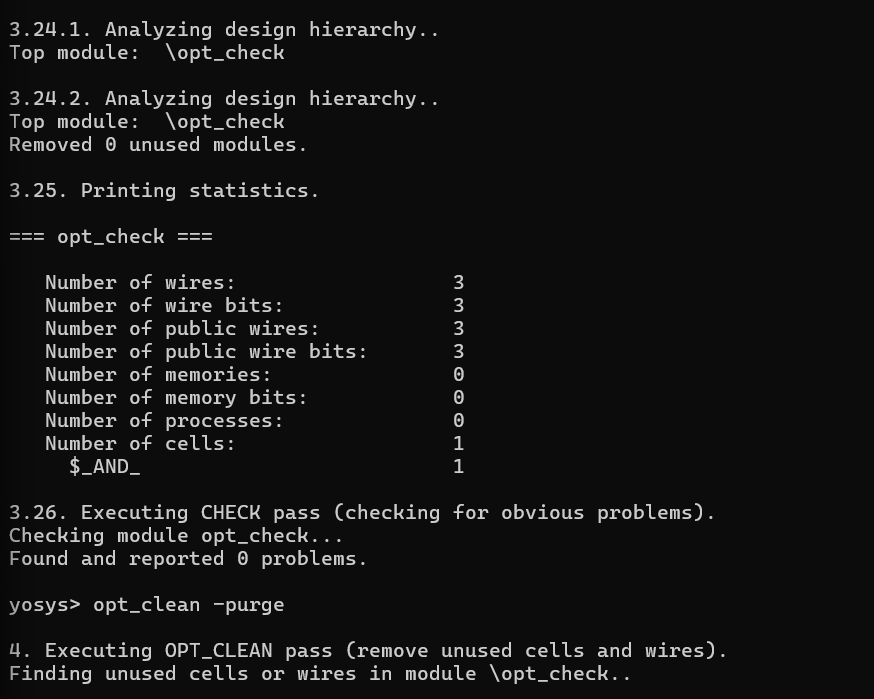 3.24.1. Analyzing design hierarchy..
Top module:  \opt_check
3.24.2. Analyzing design hierarchy..
Top module:  \opt_check
Removed 0 unused modules.
3.25. Printing statistics.
=== opt_check ===
   Number of wires:                  3
   Number of wire bits:              3
   Number of public wires:           3
   Number of public wire bits:       3
   Number of memories:               0
   Number of memory bits:            0
   Number of processes:              0
   Number of cells:                  1
     $_AND_                          1
3.26. Executing CHECK pass (checking for obvious problems).
Checking module opt_check...
Found and reported 0 problems.
yosys> opt_clean -purge
4. Executing OPT_CLEAN pass (remove unused cells and wires).
Finding unused cells or wires in module \opt_check..